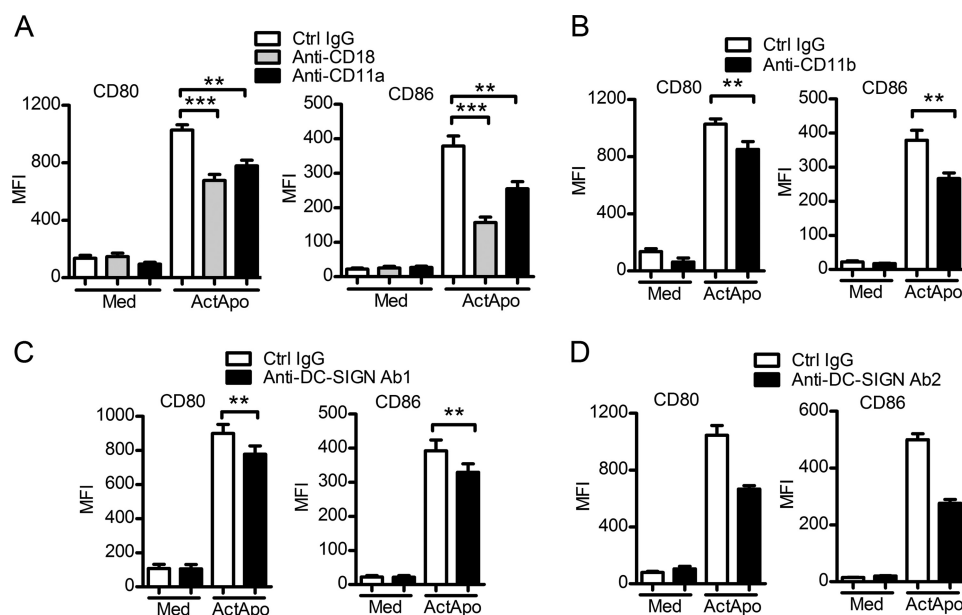 A
Ctrl IgG
Anti-CD18
Anti-CD11a
CD80
MFI
1200
800
400
0
***
**
Med
ActApo
CD86
MFI
500
400
300
200
100
0
***
**
Med
ActApo
B
Ctrl IgG
Anti-CD11b
CD80
MFI
1200
800
400
0
**
Med
ActApo
CD86
MFI
500
400
300
200
100
0
**
Med
ActApo
C
Ctrl IgG
Anti-DC-SIGN Ab1
CD80
MFI
1000
800
600
400
200
0
**
Med
ActApo
CD86
MFI
500
400
300
200
100
0
**
Med
ActApo
D
Ctrl IgG
Anti-DC-SIGN Ab2
CD80
MFI
1200
800
400
0
Med
ActApo
CD86
MFI
600
400
200
0
Med
ActApo